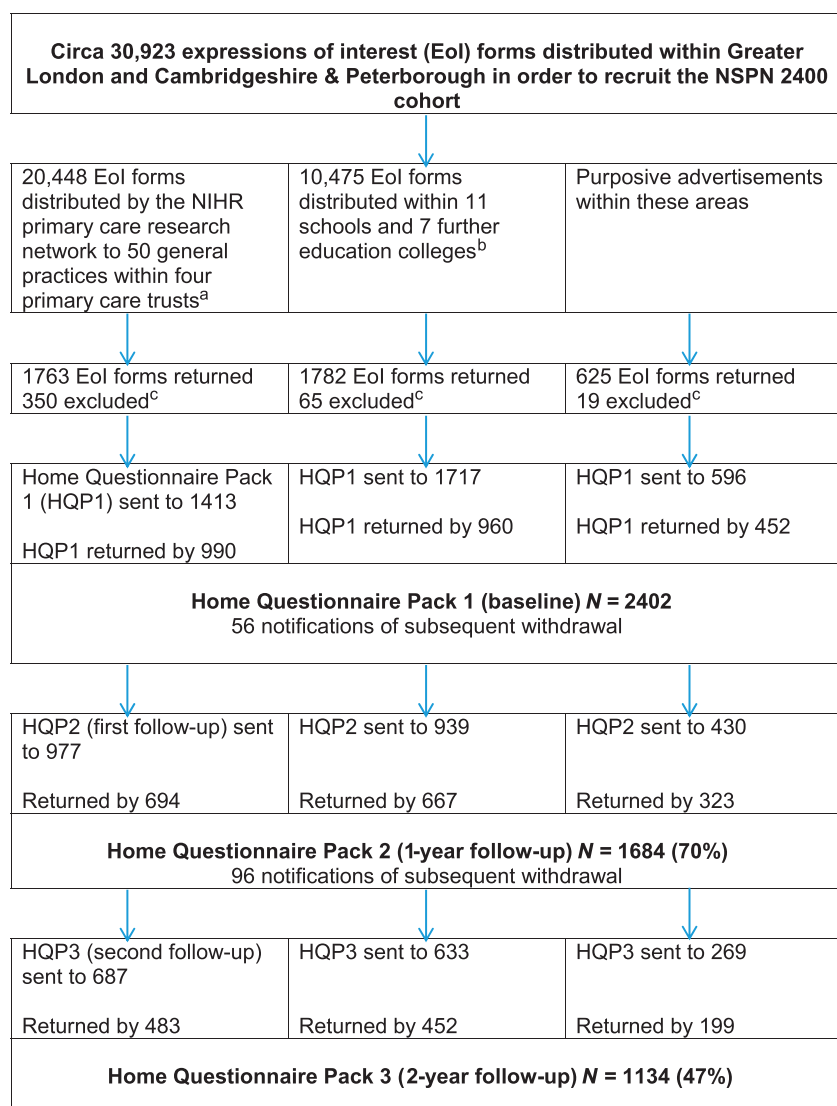 Circa 30,923 expressions of interest (EoI) forms distributed within Greater
London and Cambridgeshire & Peterborough in order to recruit the NSPN 2400
cohort
20,448 EoI forms
distributed by the NIHR
primary care research
network to 50 general
practices within four
primary care trustsa
10,475 EoI forms
distributed within 11
schools and 7 further
education collegesb
Purposive advertisements
within these areas
1763 EoI forms returned
350 excludedc
1782 EoI forms returned
65 excludedc
625 EoI forms returned
19 excludedc
Home Questionnaire Pack
1 (HQP1) sent to 1413
HQP1 returned by 990
HQP1 sent to 1717
HQP1 returned by 960
HQP1 sent to 596
HQP1 returned by 452
Home Questionnaire Pack 1 (baseline) N = 2402
56 notifications of subsequent withdrawal
HQP2 (first follow-up) sent
to 977
Returned by 694
HQP2 sent to 939
Returned by 667
HQP2 sent to 430
Returned by 323
Home Questionnaire Pack 2 (1-year follow-up) N = 1684 (70%)
96 notifications of subsequent withdrawal
HQP3 (second follow-up)
sent to 687
Returned by 483
HQP3 sent to 633
Returned by 452
HQP3 sent to 269
Returned by 199
Home Questionnaire Pack 3 (2-year follow-up) N = 1134 (47%)